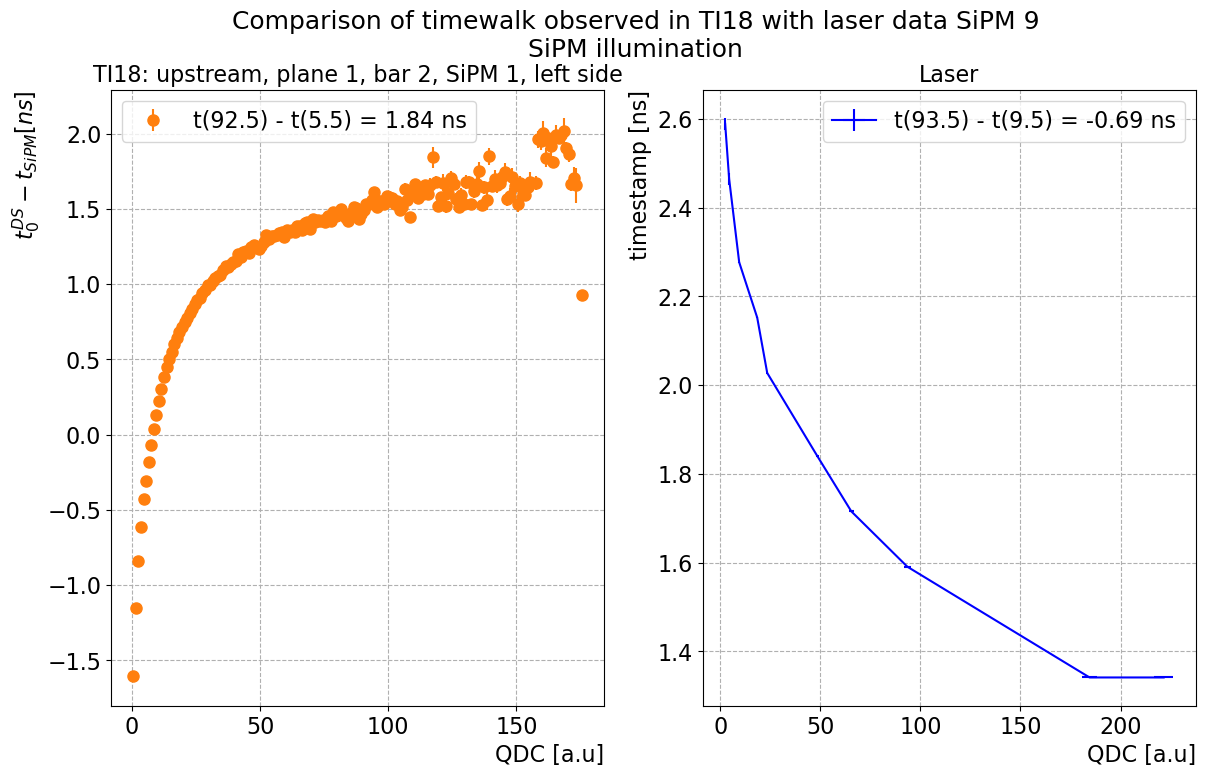 Comparison of timewalk observed in TI18 with laser data SiPM 9
SiPM illumination
TI18: upstream, plane 1, bar 2, SiPM 1, left side
t(92.5) - t(5.5) = 1.84 ns
t_0^{DS} − t_{SiPM}[ns]
2.0
1.5
1.0
0.5
0.0
−0.5
−1.0
−1.5
0
50
100
150
QDC [a.u]
Laser
t(93.5) - t(9.5) = -0.69 ns
timestamp [ns]
2.6
2.4
2.2
2.0
1.8
1.6
1.4
0
50
100
150
200
QDC [a.u]